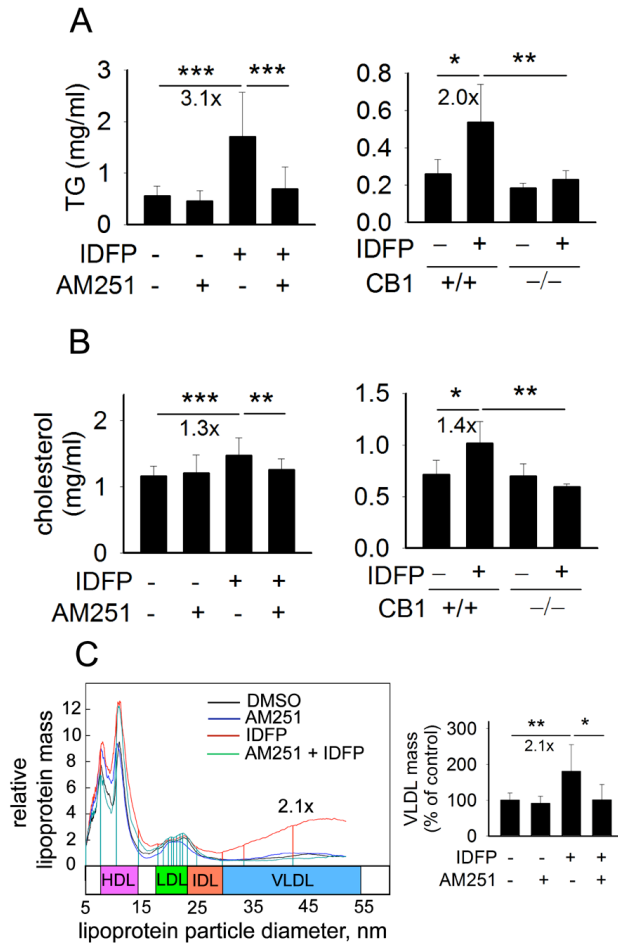 A
*** ***
3.1x
TG (mg/ml)
3
2
1
0
IDFP - - + +
AM251 - + - +
* **
2.0x
0.8
0.6
0.4
0.2
0.0
IDFP – + – +
CB1 +/+ –/–
B
*** **
1.3x
cholesterol
(mg/ml)
2
1
0
IDFP - - + +
AM251 - + - +
* **
1.4x
1.5
1.0
0.5
0.0
IDFP – + – +
CB1 +/+ –/–
C
relative
lipoprotein mass
12
10
8
6
4
2
0
DMSO
AM251
IDFP
AM251 + IDFP
2.1x
HDL LDL IDL VLDL
5 15 25 35 45 55
lipoprotein particle diameter, nm
VLDL mass
(% of control)
300
200
100
0
** *
2.1x
IDFP - - + +
AM251 - + - +